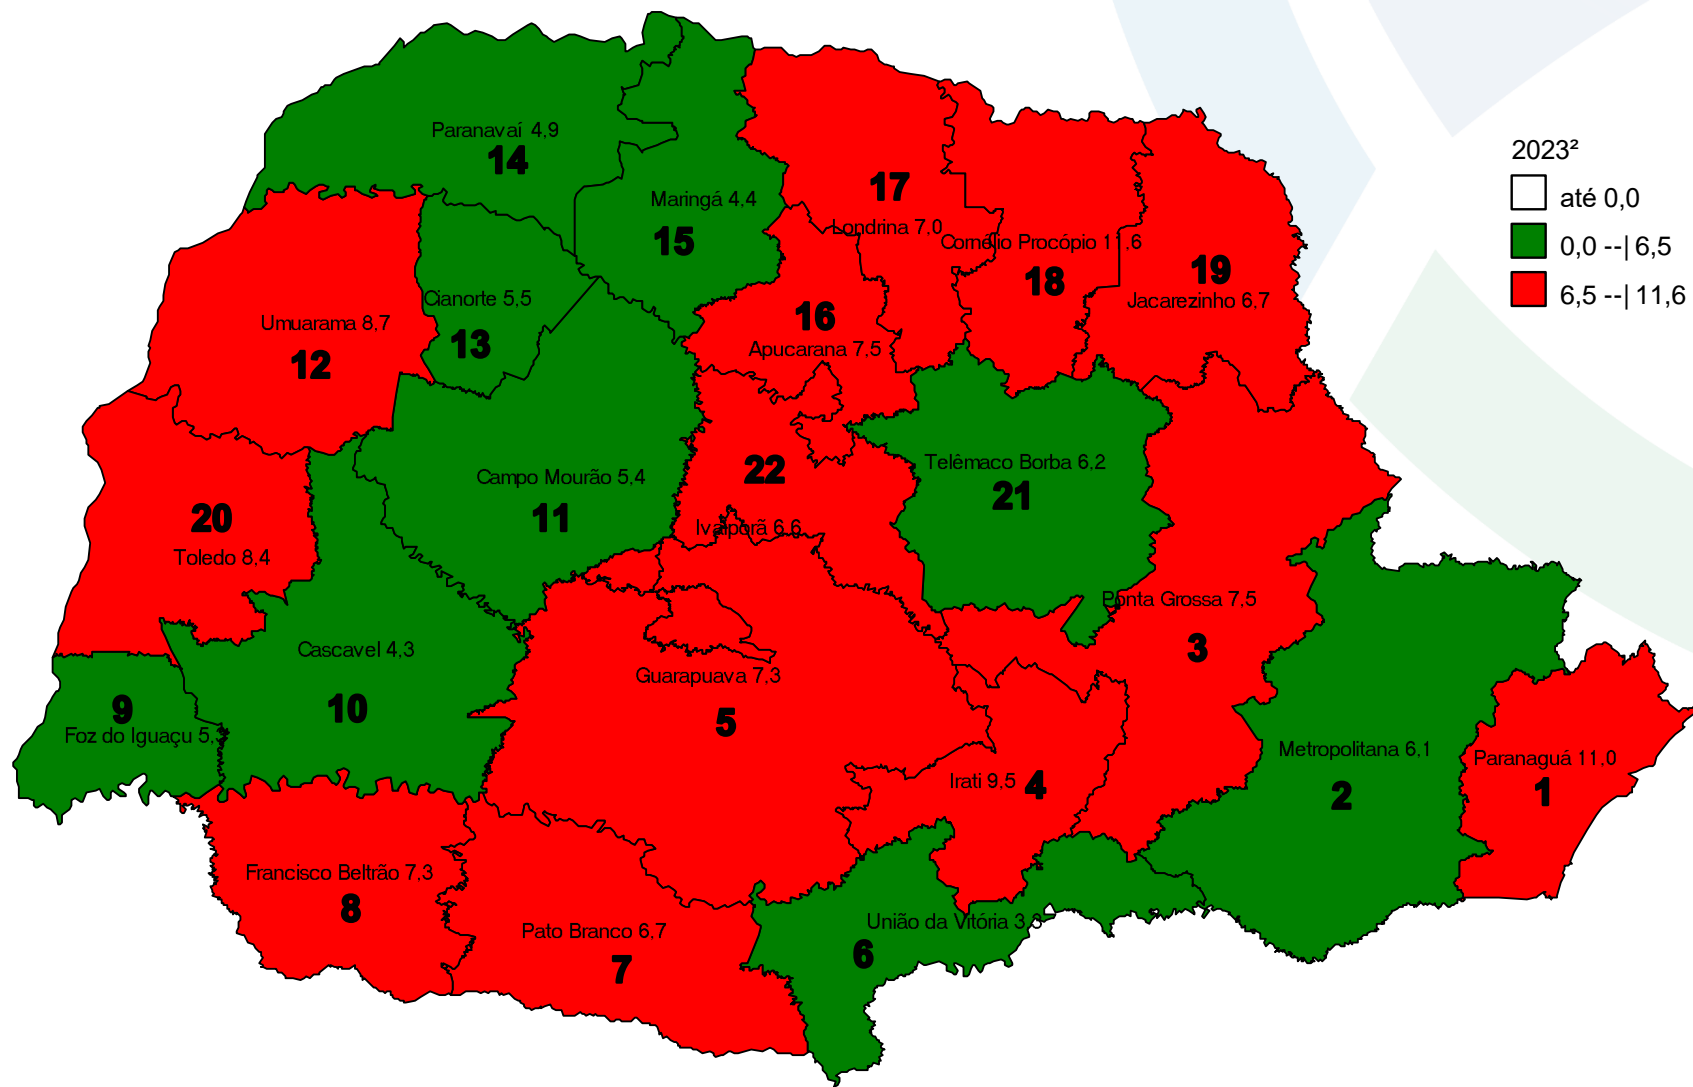 2023²
até 0,0
0,0 --| 6,5
6,5 --| 11,6
Paranavaí 4,9
14
Maringá 4,4
15
17
Londrina 7,0
Cornélio Procópio 11,6
18
19
Jacarezinho 6,7
Cianorte 5,5
13
Umuarama 8,7
12
16
Apucarana 7,5
Campo Mourão 5,4
11
22
Ivaiporã 6,6
Telêmaco Borba 6,2
21
20
Toledo 8,4
Ponta Grossa 7,5
3
Cascavel 4,3
10
Guarapuava 7,3
5
9
Foz do Iguaçu 5,
Metropolitana 6,1
2
Paranaguá 11,0
1
Irati 9,5
4
Francisco Beltrão 7,3
8
Pato Branco 6,7
7
União da Vitória 3,
6